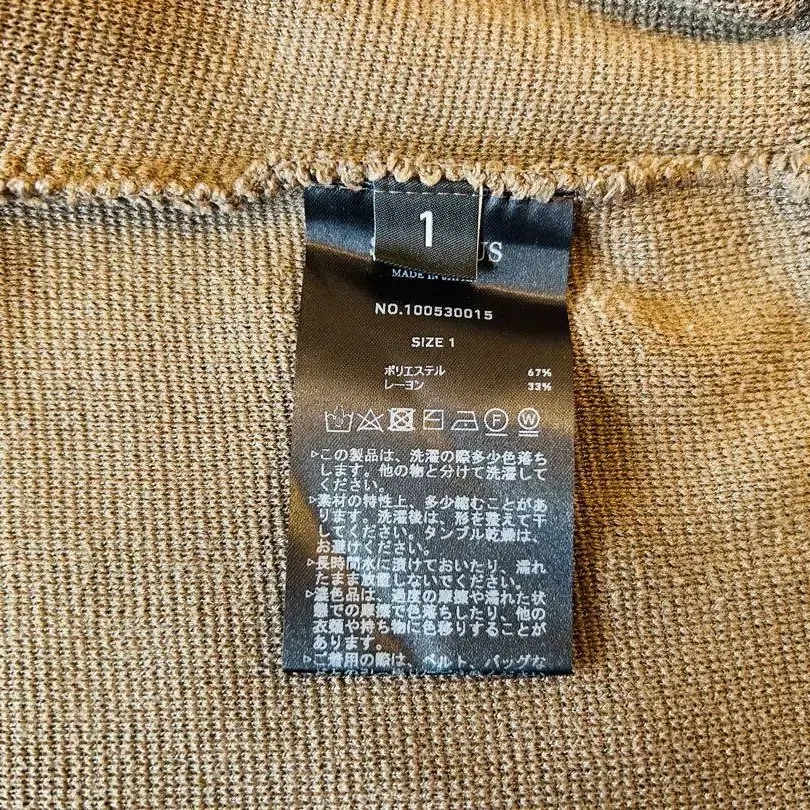 1
US
MADE IN
NO.100530015
SIZE 1
ポリエステル 67%
レーヨン 33%
F W
▷この製品は、洗濯の際多少色落ち
します。他の物と分けて洗濯して
ください。
▷素材の特性上、多少縮むことがあ
ります。洗濯後は、形を整えて干
してください。タンブル乾燥は、
お避けください。
▷長時間水に漬けておいたり、濡れ
たまま放置しないでください。
▷濃色品は、過度の摩擦や濡れた状
態での摩擦で色落ちしたり、他の
衣類や持ち物に色移りすることが
あります。
▷ご着用の際は、ベルト、バッグな